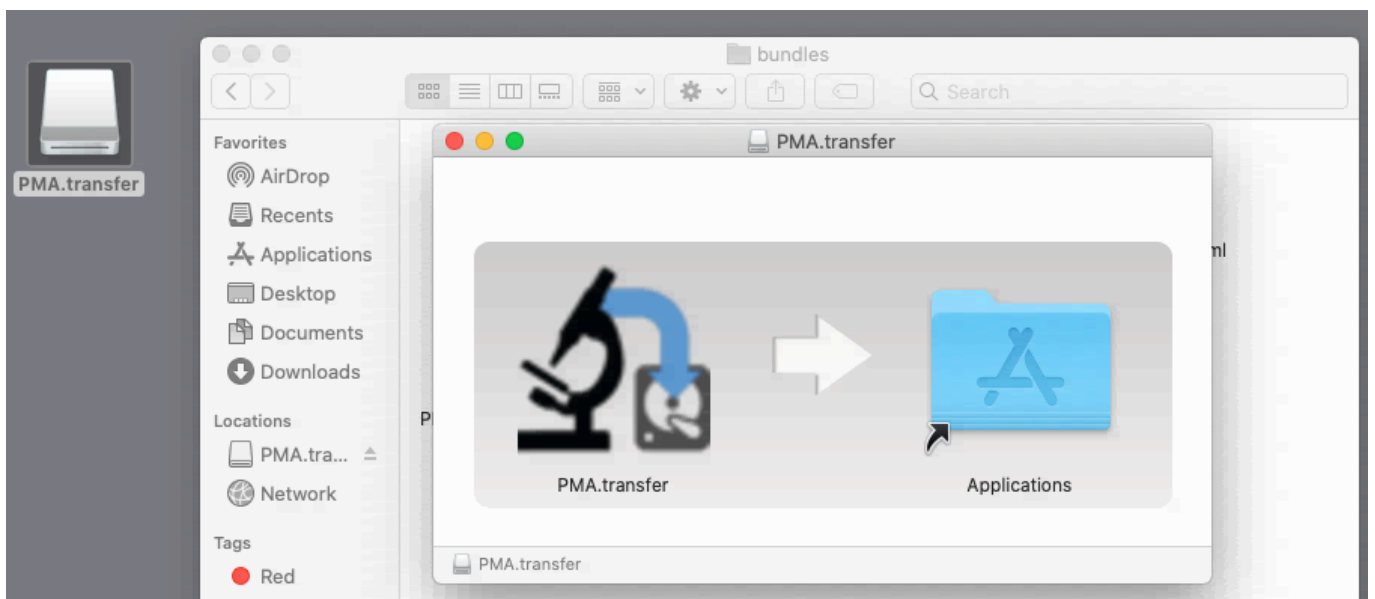 PMA.transfer
bundles
Search
Favorites
AirDrop
Recents
Applications
Desktop
Documents
Downloads
Locations
PMA.tra...
Network
Tags
Red
PMA.transfer
ml
P
PMA.transfer
Applications
PMA.transfer